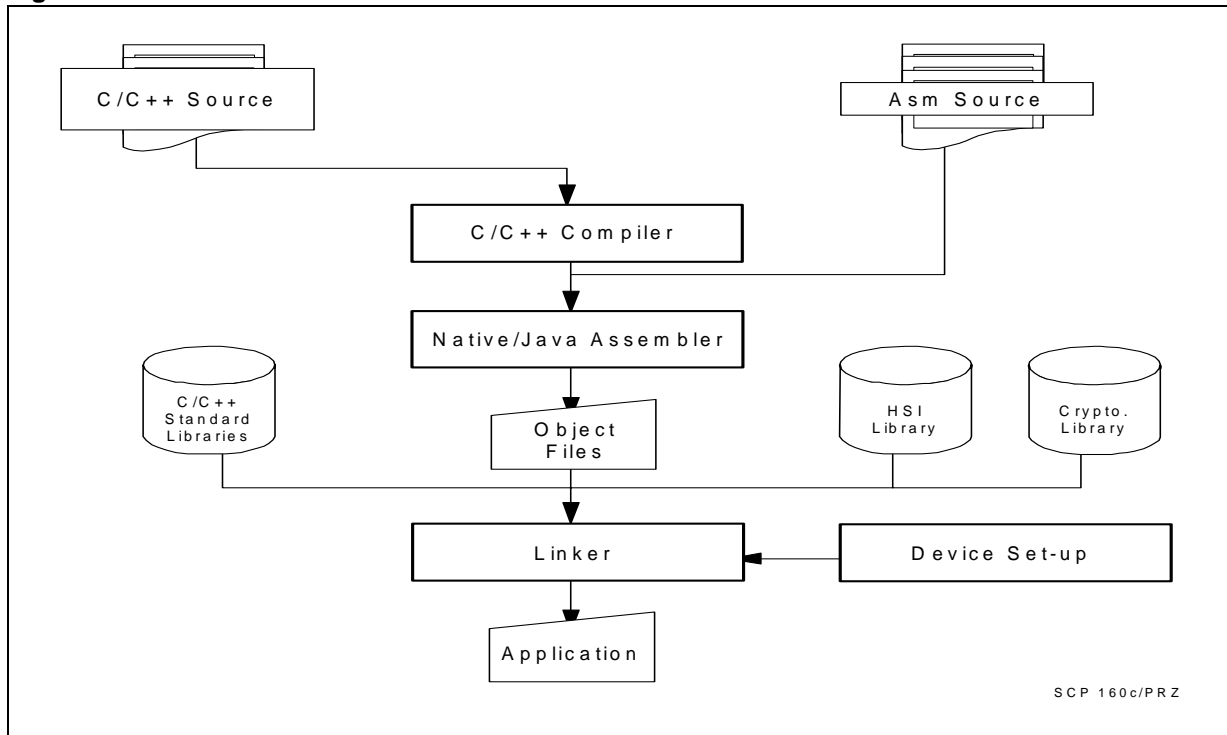 C/C++ Source
Asm Source
C/C++ Compiler
Native/Java Assembler
C/C++
Standard
Libraries
Object
Files
HSI
Library
Crypto.
Library
Linker
Device Set-up
Application
SCP 160c/PRZ